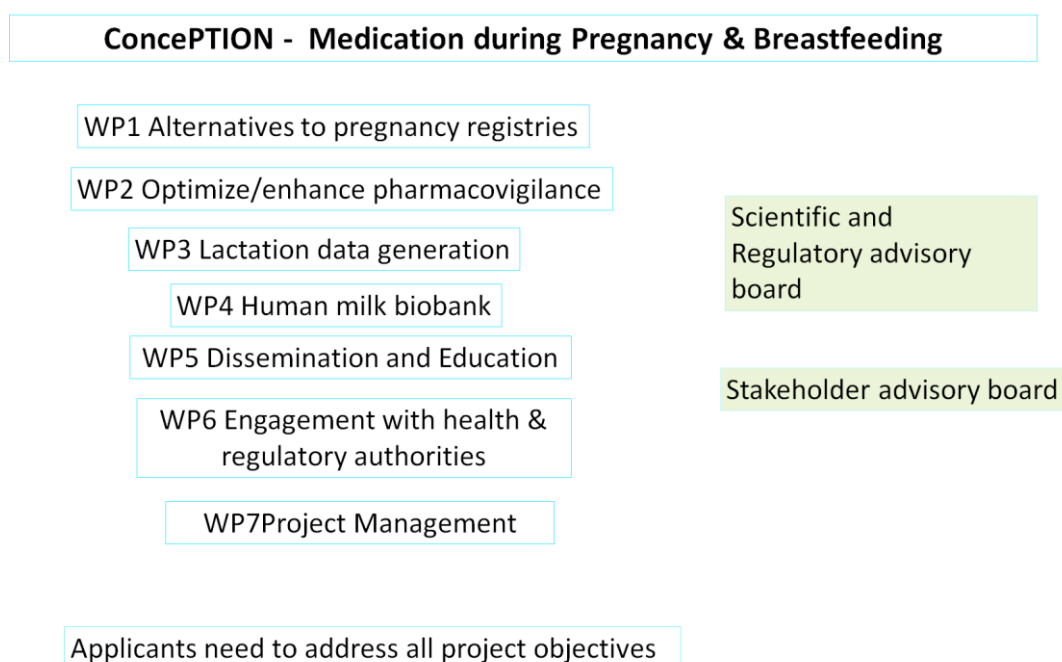 ConcePTION - Medication during Pregnancy & Breastfeeding
WP1 Alternatives to pregnancy registries
WP2 Optimize/enhance pharmacovigilance
WP3 Lactation data generation
WP4 Human milk biobank
WP5 Dissemination and Education
WP6 Engagement with health &
regulatory authorities
WP7Project Management
Scientific and
Regulatory advisory
board
Stakeholder advisory board
Applicants need to address all project objectives